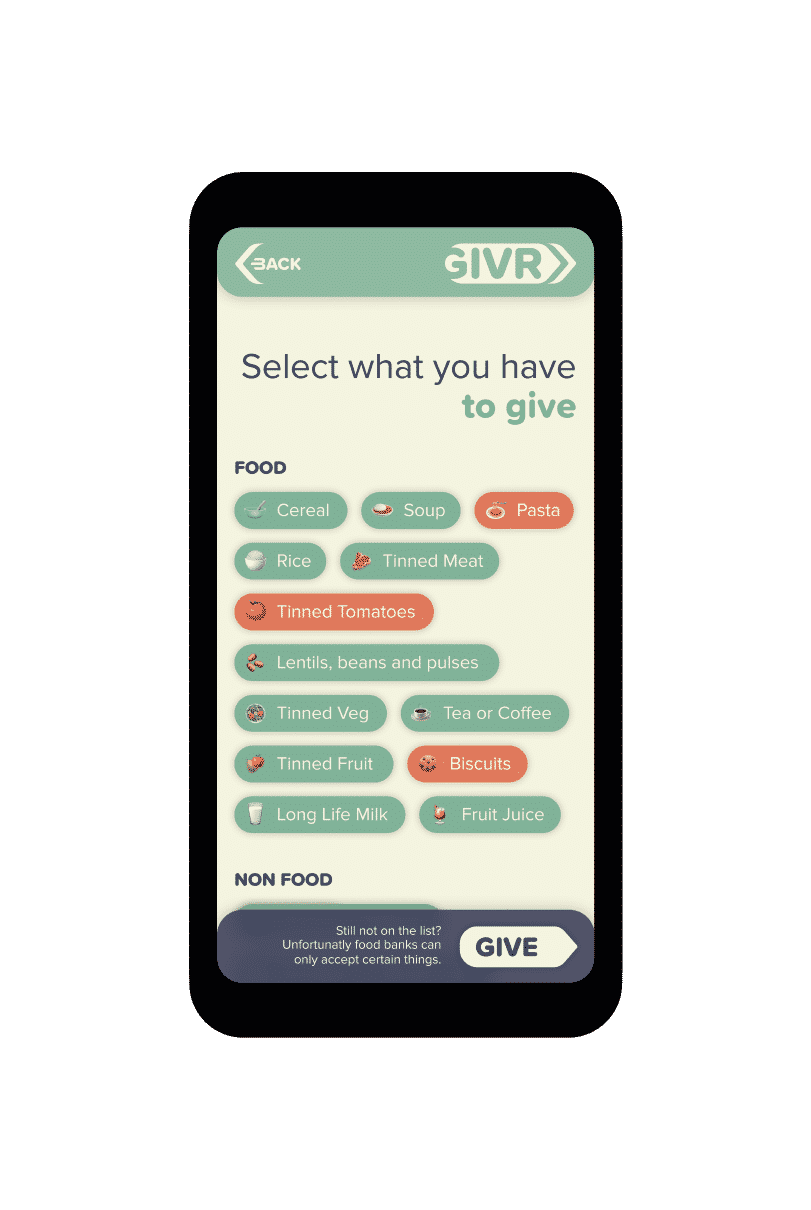 BACK
GIVR
Select what you have
to give
FOOD
Cereal
Soup
Pasta
Rice
Tinned Meat
Tinned Tomatoes
Lentils, beans and pulses
Tinned Veg
Tea or Coffee
Tinned Fruit
Biscuits
Long Life Milk
Fruit Juice
NON FOOD
Still not on the list?
Unfortunatly food banks can
only accept certain things.
GIVE